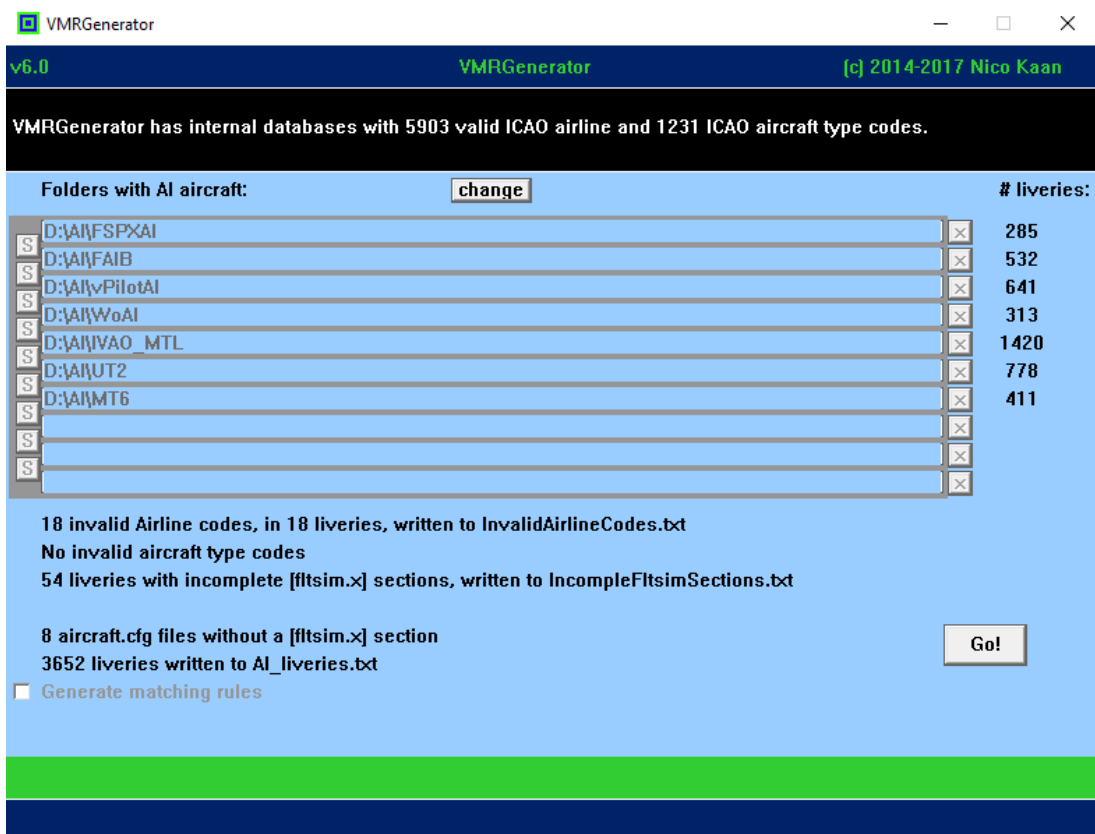 VMRGenerator
v6.0 VMRGenerator (c) 2014-2017 Nico Kaan
VMRGenerator has internal databases with 5903 valid ICAO airline and 1231 ICAO aircraft type codes.
Folders with AI aircraft: change # liveries:
D:\AI\FSPXAI x 285
S
D:\AI\FAIB x 532
S
D:\AI\vPilotAI x 641
S
D:\AI\WoAI x 313
S
D:\AI\IVAO_MTL x 1420
S
D:\AI\UT2 x 778
S
D:\AI\MT6 x 411
S
x
S
x
S
x
18 invalid Airline codes, in 18 liveries, written to InvalidAirlineCodes.txt
No invalid aircraft type codes
54 liveries with incomplete [fltsim.x] sections, written to IncompleFltsimSections.txt
8 aircraft.cfg files without a [fltsim.x] section
Go!
3652 liveries written to AI_liveries.txt
Generate matching rules